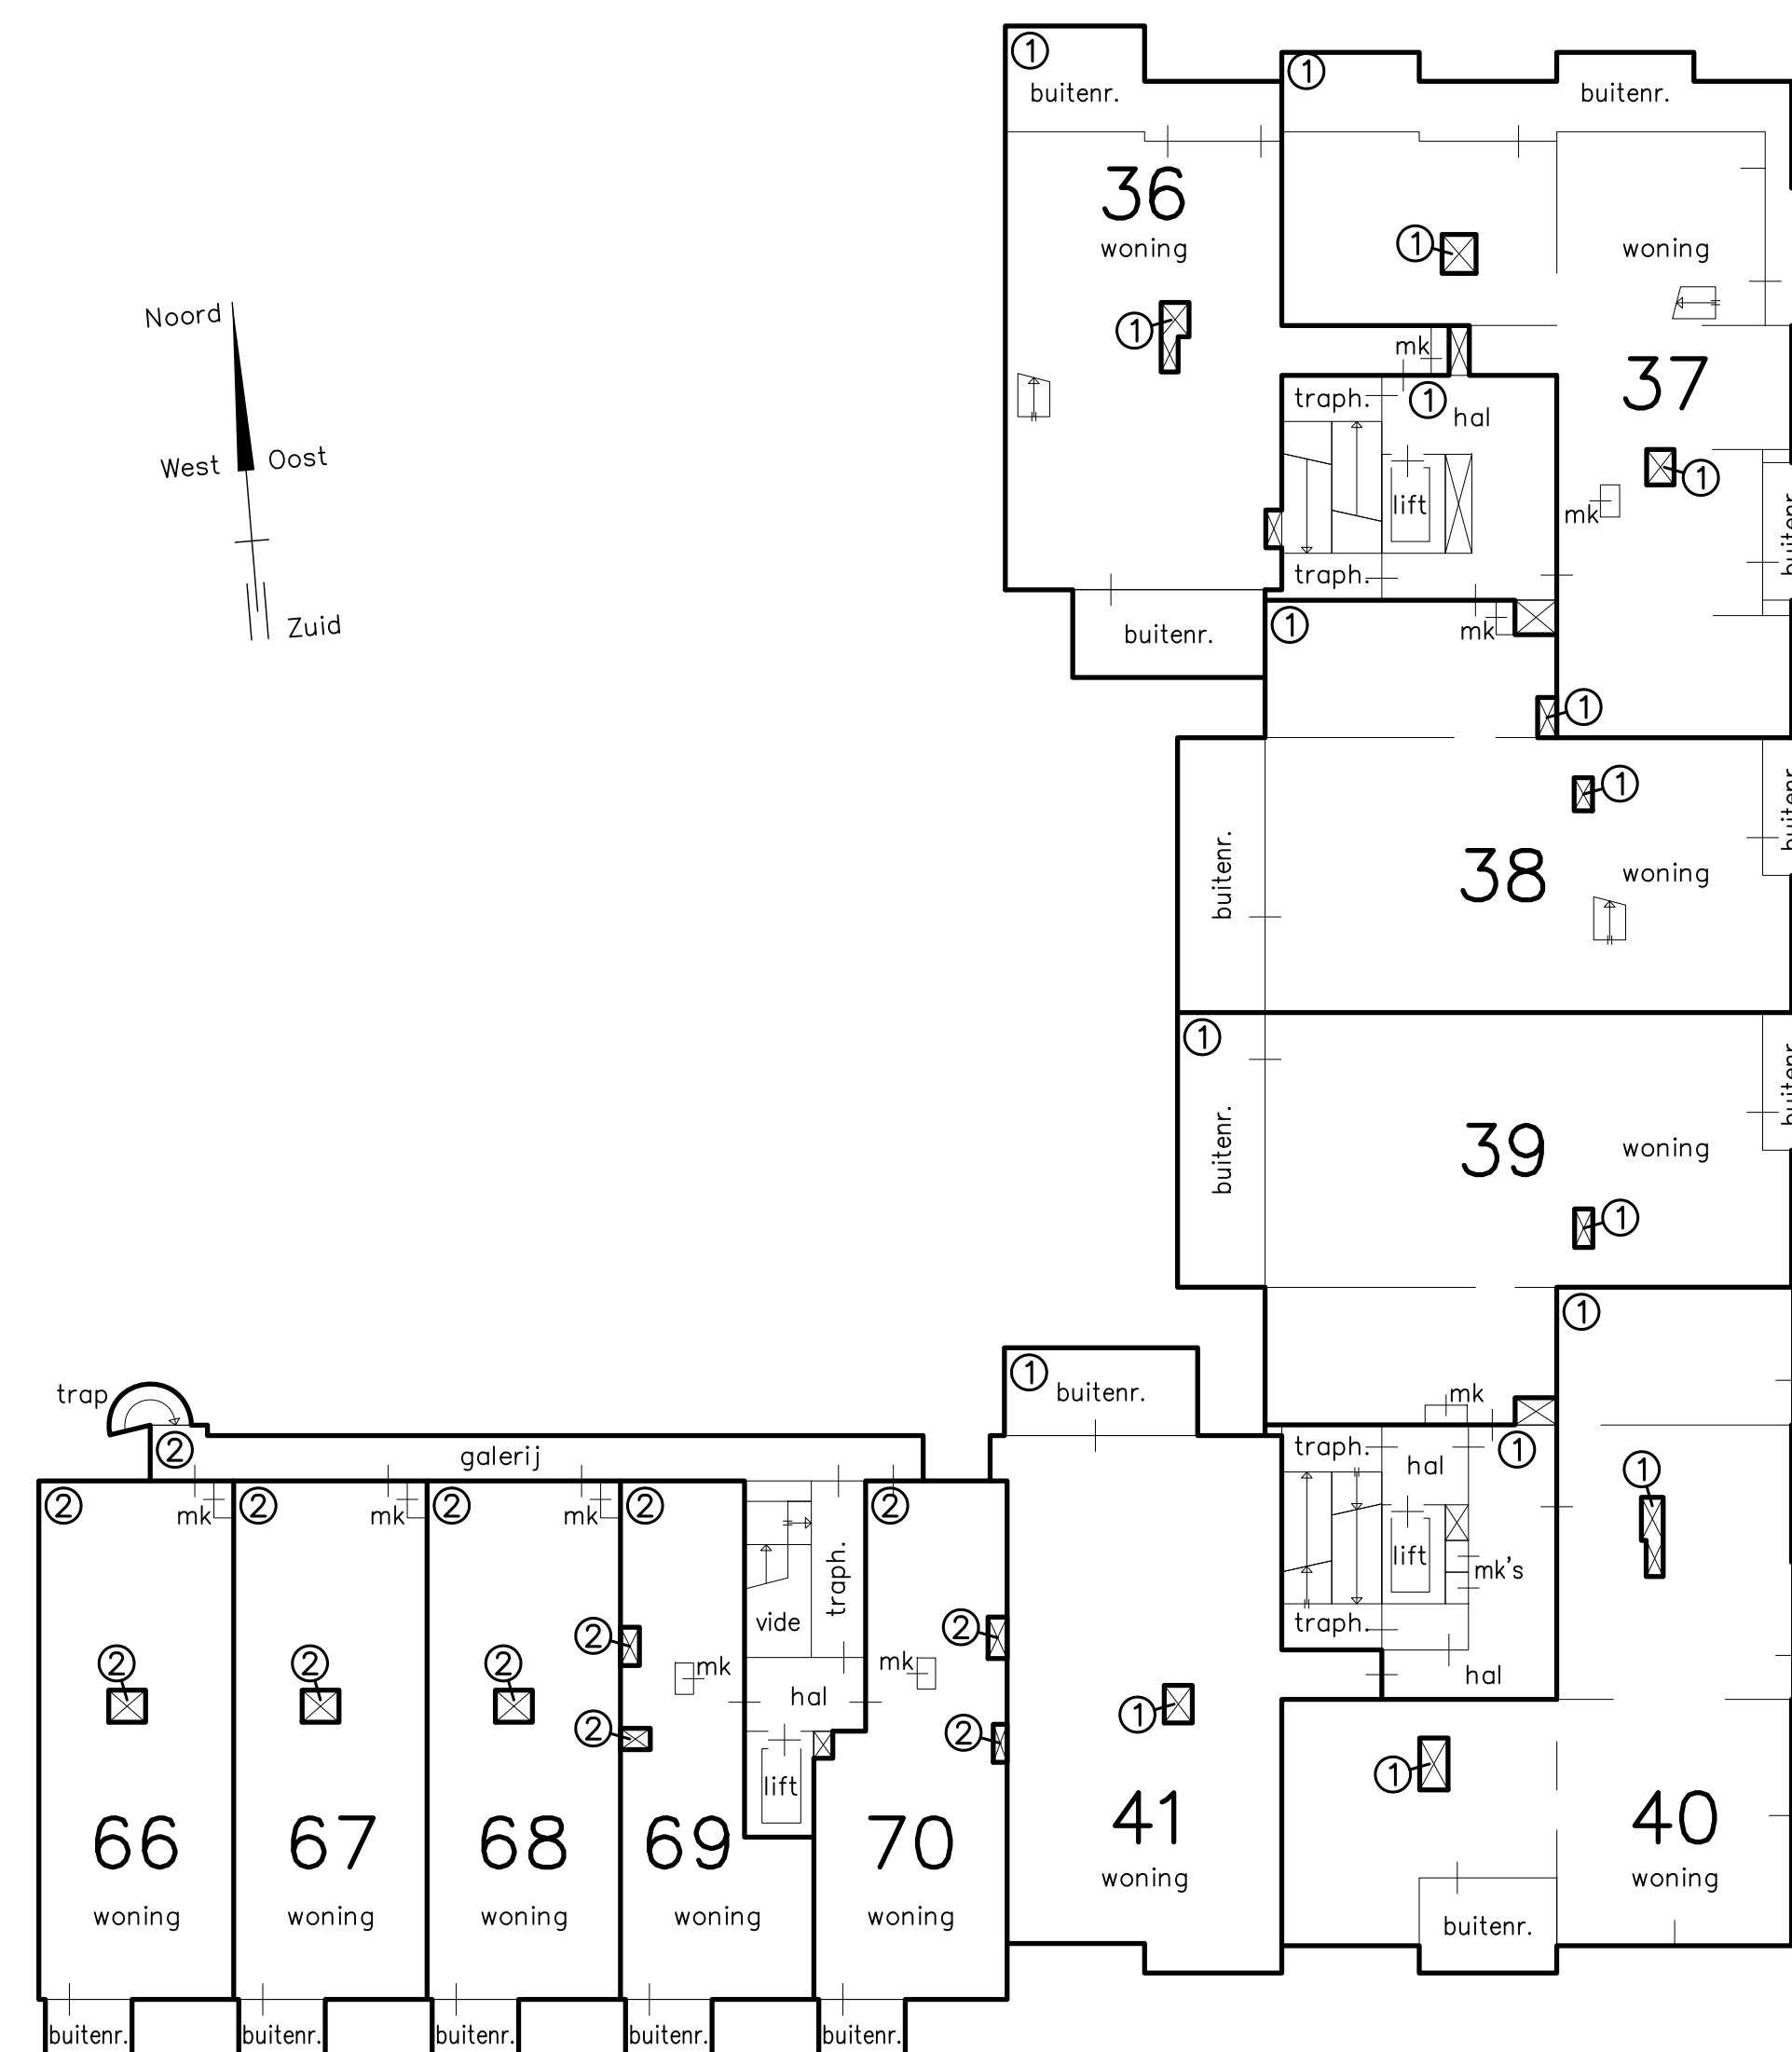 1
buitenr.
1
buitenr.
36
woning
1
woning
1
1
mk
37
traph.
1
hal
lift
1
mk
buitenr.
traph.
Noord
West
Oost
Zuid
buitenr.
1
mk
1
1
buitenr.
buitenr.
38
woning
1
buitenr.
buitenr.
39
woning
1
1
1
buitenr.
mk
trap
2
galerij
traph.
hal
1
1
2
mk
2
mk
2
mk
2
2
traph.
lift
mk's
vide
traph.
hal
2
2
2
2
mk
mk
2
hal
2
2
1
1
lift
66
woning
67
woning
68
woning
69
woning
70
woning
41
woning
40
woning
buitenr.
buitenr.
buitenr.
buitenr.
buitenr.
buitenr.